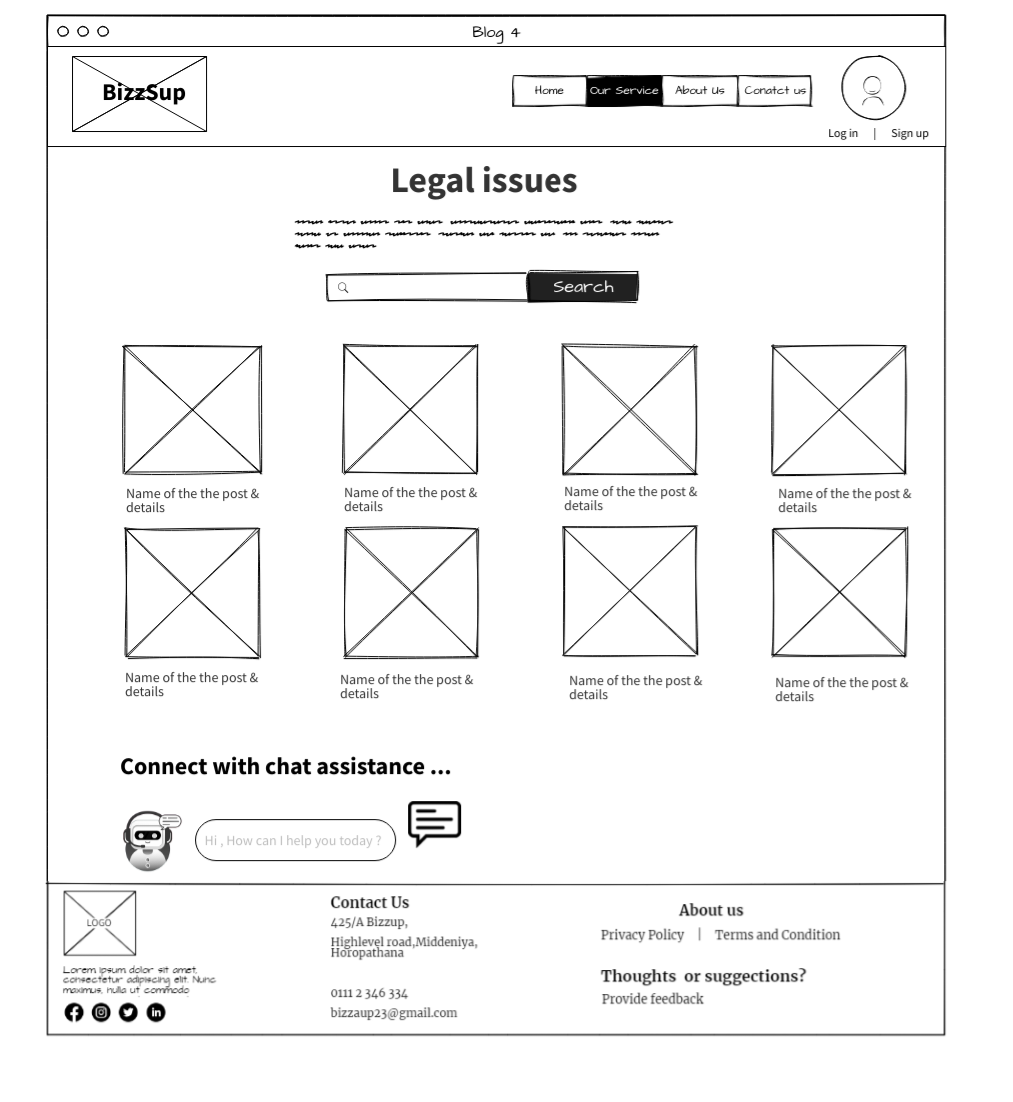 Blog 4
BizzSup
Home
Our Service
About Us
Conatct us
Log in | Sign up
Legal issues
Search
Name of the the post &
details
Name of the the post &
details
Name of the the post &
details
Name of the the post &
details
Name of the the post &
details
Name of the the post &
details
Name of the the post &
details
Name of the the post &
details
Connect with chat assistance ...
Hi , How can I help you today ?
LOGO
Lorem ipsum dolor sit amet,
consectetur adipiscing elit. Nunc
maximus, nulla ut commodo
Contact Us
425/A Bizzup,
Highlevel road,Middeniya,
Horopathana
0111 2 346 334
bizzaup23@gmail.com
About us
Privacy Policy | Terms and Condition
Thoughts or suggestions?
Provide feedback